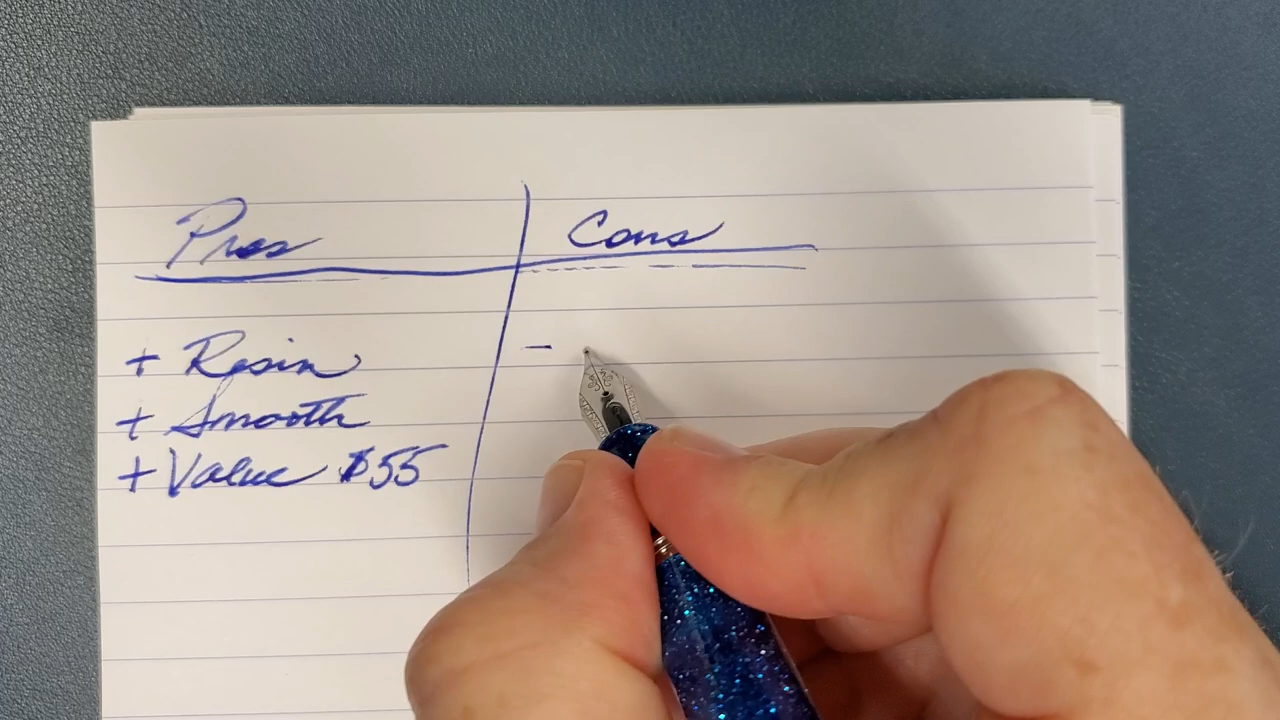 Pros Cons
+ Resin -
+ Smooth
+ Value $55